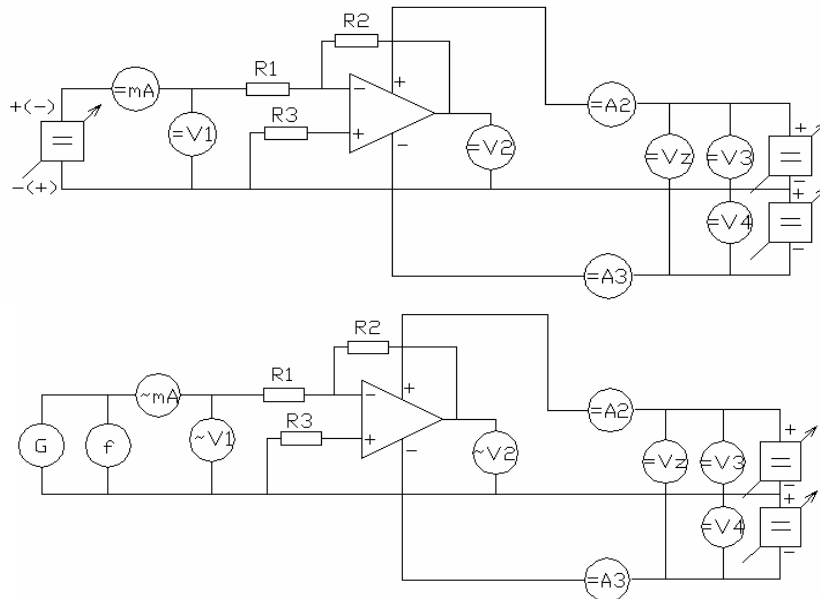 R2
+
R1
=mA
−
=A2
+(−)
R3
+
=
=V1
+
=V2
=Vz
=V3
=
−
−
−(+)
+
=V4
=
−
=A3
R2
+
R1
~mA
−
=A2
R3
+
G
f
~V1
+
~V2
=Vz
=V3
=
−
−
+
=V4
=
−
=A3